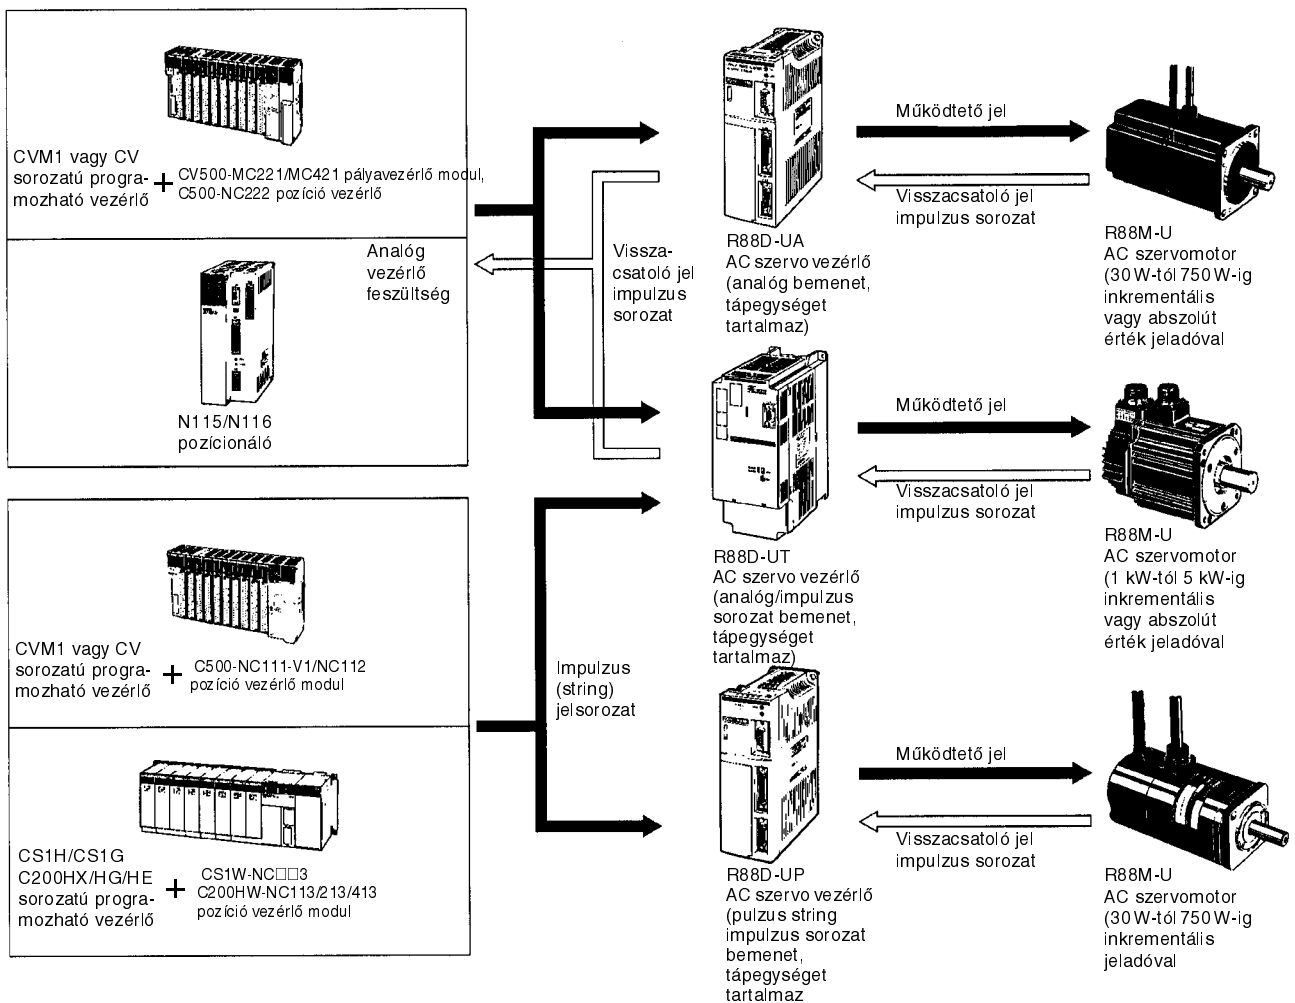 CVM1 vagy CV
sorozatú progra-
mozható vezérlő
+
CV500-MC221/MC421 pályavezérlő modul,
C500-NC222 pozíció vezérlő
N115/N116
pozícionáló
Analóg
vezérlő
feszültség
Vissza-
csatoló jel
impulzus
sorozat
R88D-UA
AC szervo vezérlő
(analóg bemenet,
tápegységet
tartalmaz)
Működtető jel
Visszacsatoló jel
impulzus sorozat
R88M-U
AC szervomotor
(30 W-tól 750 W-ig
inkrementális
vagy abszolút
érték jeladóval
R88D-UT
AC szervo vezérlő
(analóg/impulzus
sorozat bemenet,
tápegységet
tartalmaz)
Működtető jel
Visszacsatoló jel
impulzus sorozat
R88M-U
AC szervomotor
(1 kW-tól 5 kW-ig
inkrementális
vagy abszolút
érték jeladóval
CVM1 vagy CV
sorozatú progra-
mozható vezérlő
+
C500-NC111-V1/NC112
pozíció vezérlő modul
CS1H/CS1G
C200HX/HG/HE
sorozatú progra-
mozható vezérlő
+
CS1W-NC□□3
C200HW-NC113/213/413
pozíció vezérlő modul
Impulzus
(string)
jelsorozat
R88D-UP
AC szervo vezérlő
(pulzus string
impulzus sorozat
bemenet,
tápegységet
tartalmaz
Működtető jel
Visszacsatoló jel
impulzus sorozat
R88M-U
AC szervomotor
(30 W-tól 750 W-ig
inkrementális
jeladóval